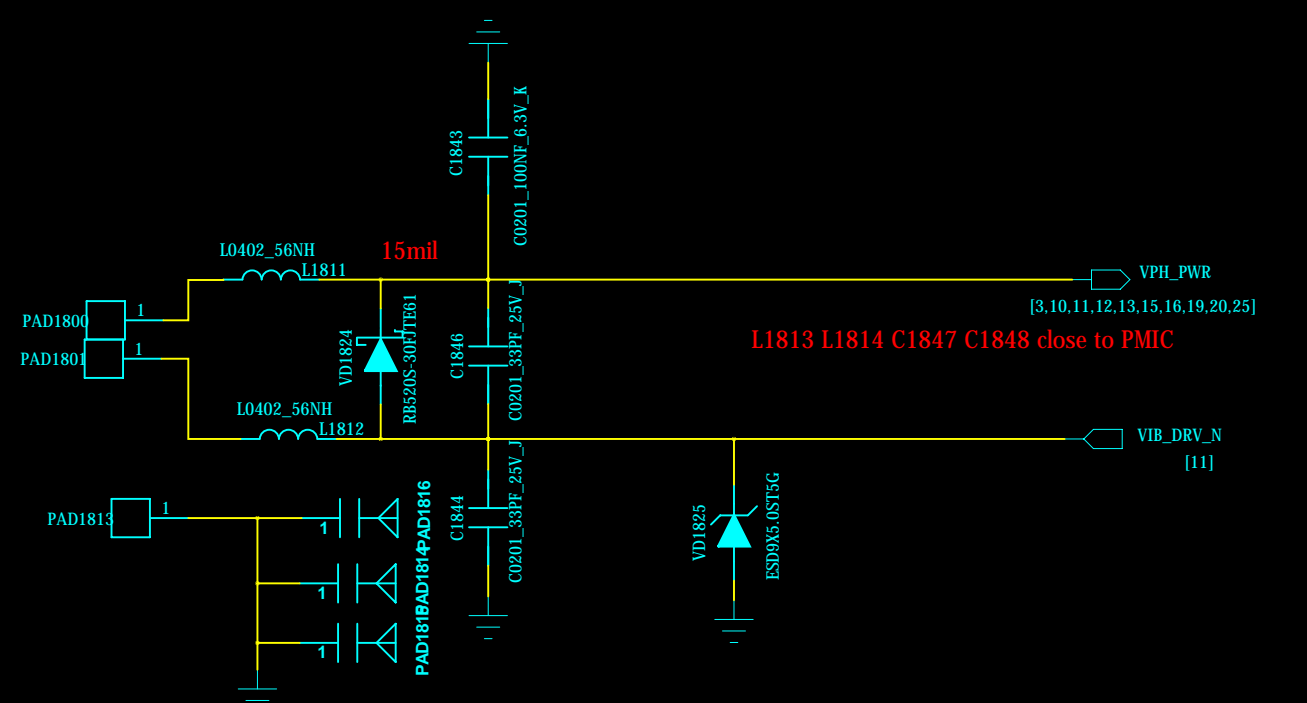 C1843
C0201_100NF_6.3V_K
L0402_56NH
L1811
15mil
VPH_PWR
[3,10,11,12,13,15,16,19,20,25]
PAD1800
1
PAD1801
1
VD1824
RB520S-30FJTE61
C1846
C0201_33PF_25V_J
L1813 L1814 C1847 C1848 close to PMIC
L0402_56NH
L1812
VIB_DRV_N
[11]
PAD1813
1
1
PAD1816
C1844
C0201_33PF_25V_J
VD1825
ESD9X5.0ST5G
1
PAD1814
1